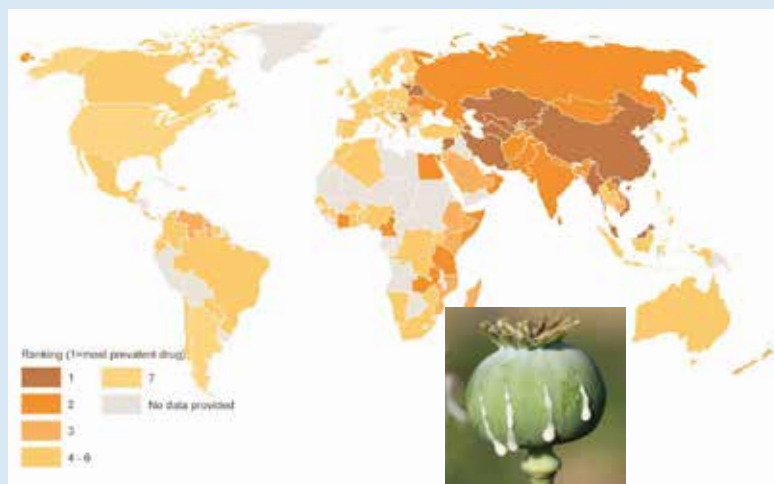 Ranking (1=most prevalent drug)
1
2
3
4 - 6
7
No data provided